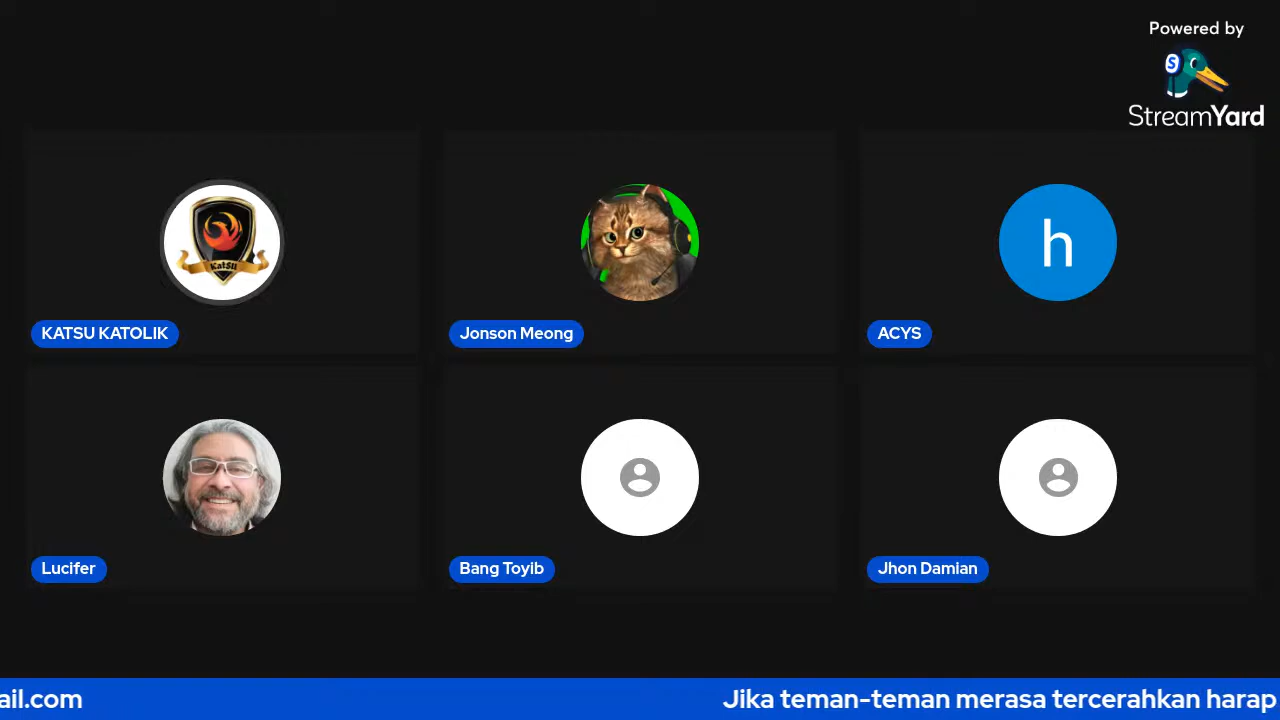 Powered by
S
StreamYard
KatSU
KATSU KATOLIK
Jonson Meong
h
ACYS
Lucifer
Bang Toyib
Jhon Damian
ail.com
Jika teman-teman merasa tercerahkan harap